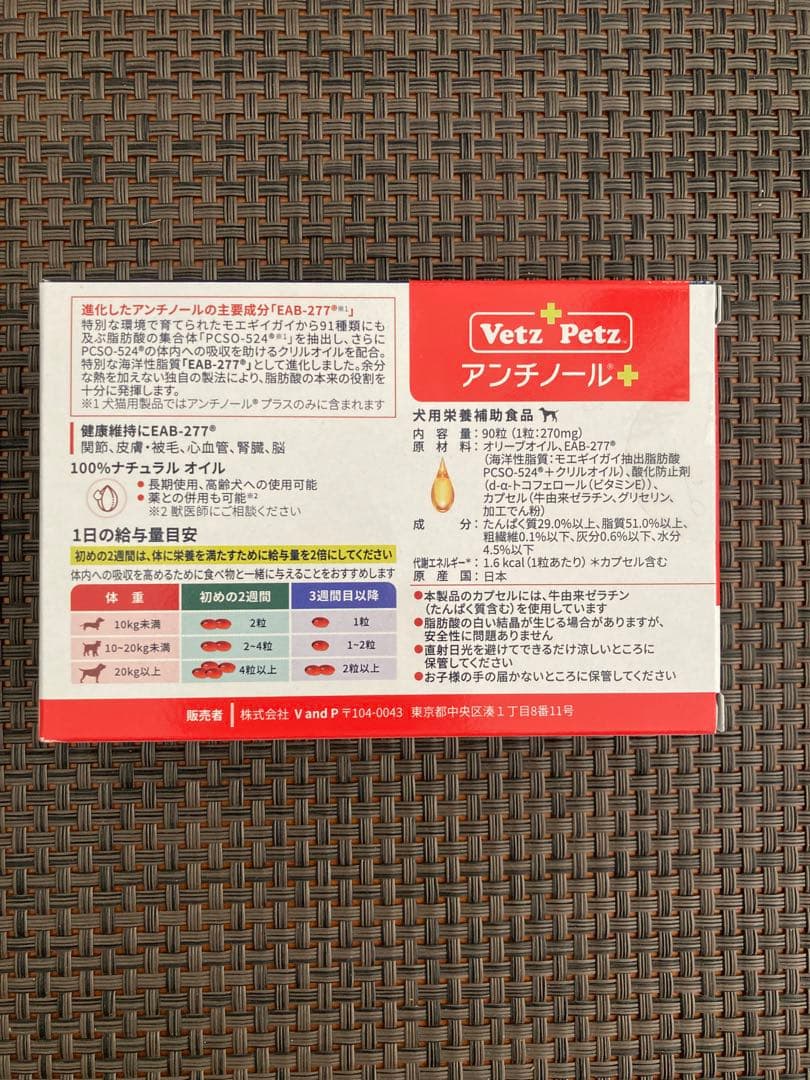 進化したアンチノールの主要成分「EAB-277®※1」
特別な環境で育てられたモエギイガイから91種類にも
及ぶ脂肪酸の集合体「PCSO-524®※1」を抽出し、さらに
PCSO-524®の体内への吸収を助けるクリルオイルを配合。
特別な海洋性脂質「EAB-277®」として進化しました。余分
な熱を加えない独自の製法により、脂肪酸の本来の役割を
十分に発揮します。
※1 犬猫用製品ではアンチノール® プラスのみに含まれます
健康維持にEAB-277®
関節、皮膚・被毛、心血管、腎臓、脳
100%ナチュラル オイル
●長期使用、高齢犬への使用可能
●薬との併用も可能※2
※2 獣医師にご相談ください
1日の給与量目安
初めの2週間は、体に栄養を満たすために給与量を2倍にしてください
体内への吸収を高めるために食べ物と一緒に与えることをおすすめします
体 重 初めの2週間 3週間目以降
10kg未満 2粒 1粒
10~20kg未満 2~4粒 1~2粒
20kg以上 4粒以上 2粒以上
Vetz Petz™
アンチノール®+
犬用栄養補助食品
内容量:90粒(1粒:270mg)
原材料:オリーブオイル、EAB-277®
(海洋性脂質:モエギイガイ抽出脂肪酸
PCSO-524®+クリルオイル)、酸化防止剤
(d-α-トコフェロール(ビタミンE))、
カプセル(牛由来ゼラチン、グリセリン、
加工でん粉)
成分:たんぱく質29.0%以上、脂質51.0%以上、
粗繊維0.1%以下、灰分0.6%以下、水分
4.5%以下
代謝エネルギー*:1.6 kcal(1粒あたり) *カプセル含む
原産国:日本
●本製品のカプセルには、牛由来ゼラチン
(たんぱく質含む)を使用しています
●脂肪酸の白い結晶が生じる場合がありますが、
安全性に問題ありません
●直射日光を避けてできるだけ涼しいところに
保管してください
●お子様の手の届かないところに保管してください
販売者 株式会社 V and P 〒104-0043 東京都中央区湊1丁目8番11号